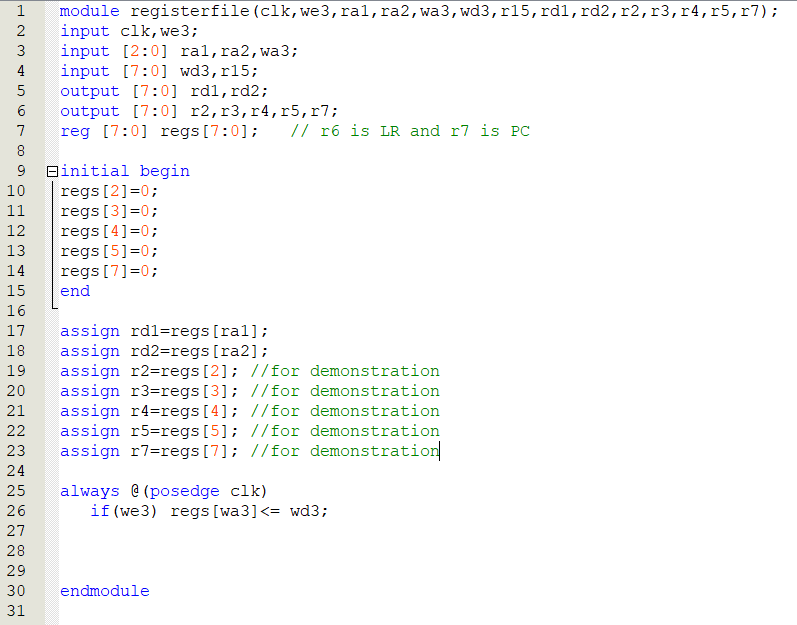 1 module registerfile(clk,we3,ra1,ra2,wa3,wd3,r15,rd1,rd2,r2,r3,r4,r5,r7);
2 input clk,we3;
3 input [2:0] ra1,ra2,wa3;
4 input [7:0] wd3,r15;
5 output [7:0] rd1,rd2;
6 output [7:0] r2,r3,r4,r5,r7;
7 reg [7:0] regs[7:0];   // r6 is LR and r7 is PC
8
9 initial begin
10 regs[2]=0;
11 regs[3]=0;
12 regs[4]=0;
13 regs[5]=0;
14 regs[7]=0;
15 end
16
17 assign rd1=regs[ra1];
18 assign rd2=regs[ra2];
19 assign r2=regs[2]; //for demonstration
20 assign r3=regs[3]; //for demonstration
21 assign r4=regs[4]; //for demonstration
22 assign r5=regs[5]; //for demonstration
23 assign r7=regs[7]; //for demonstration
24
25 always @(posedge clk)
26    if(we3) regs[wa3]<= wd3;
27
28
29
30 endmodule
31